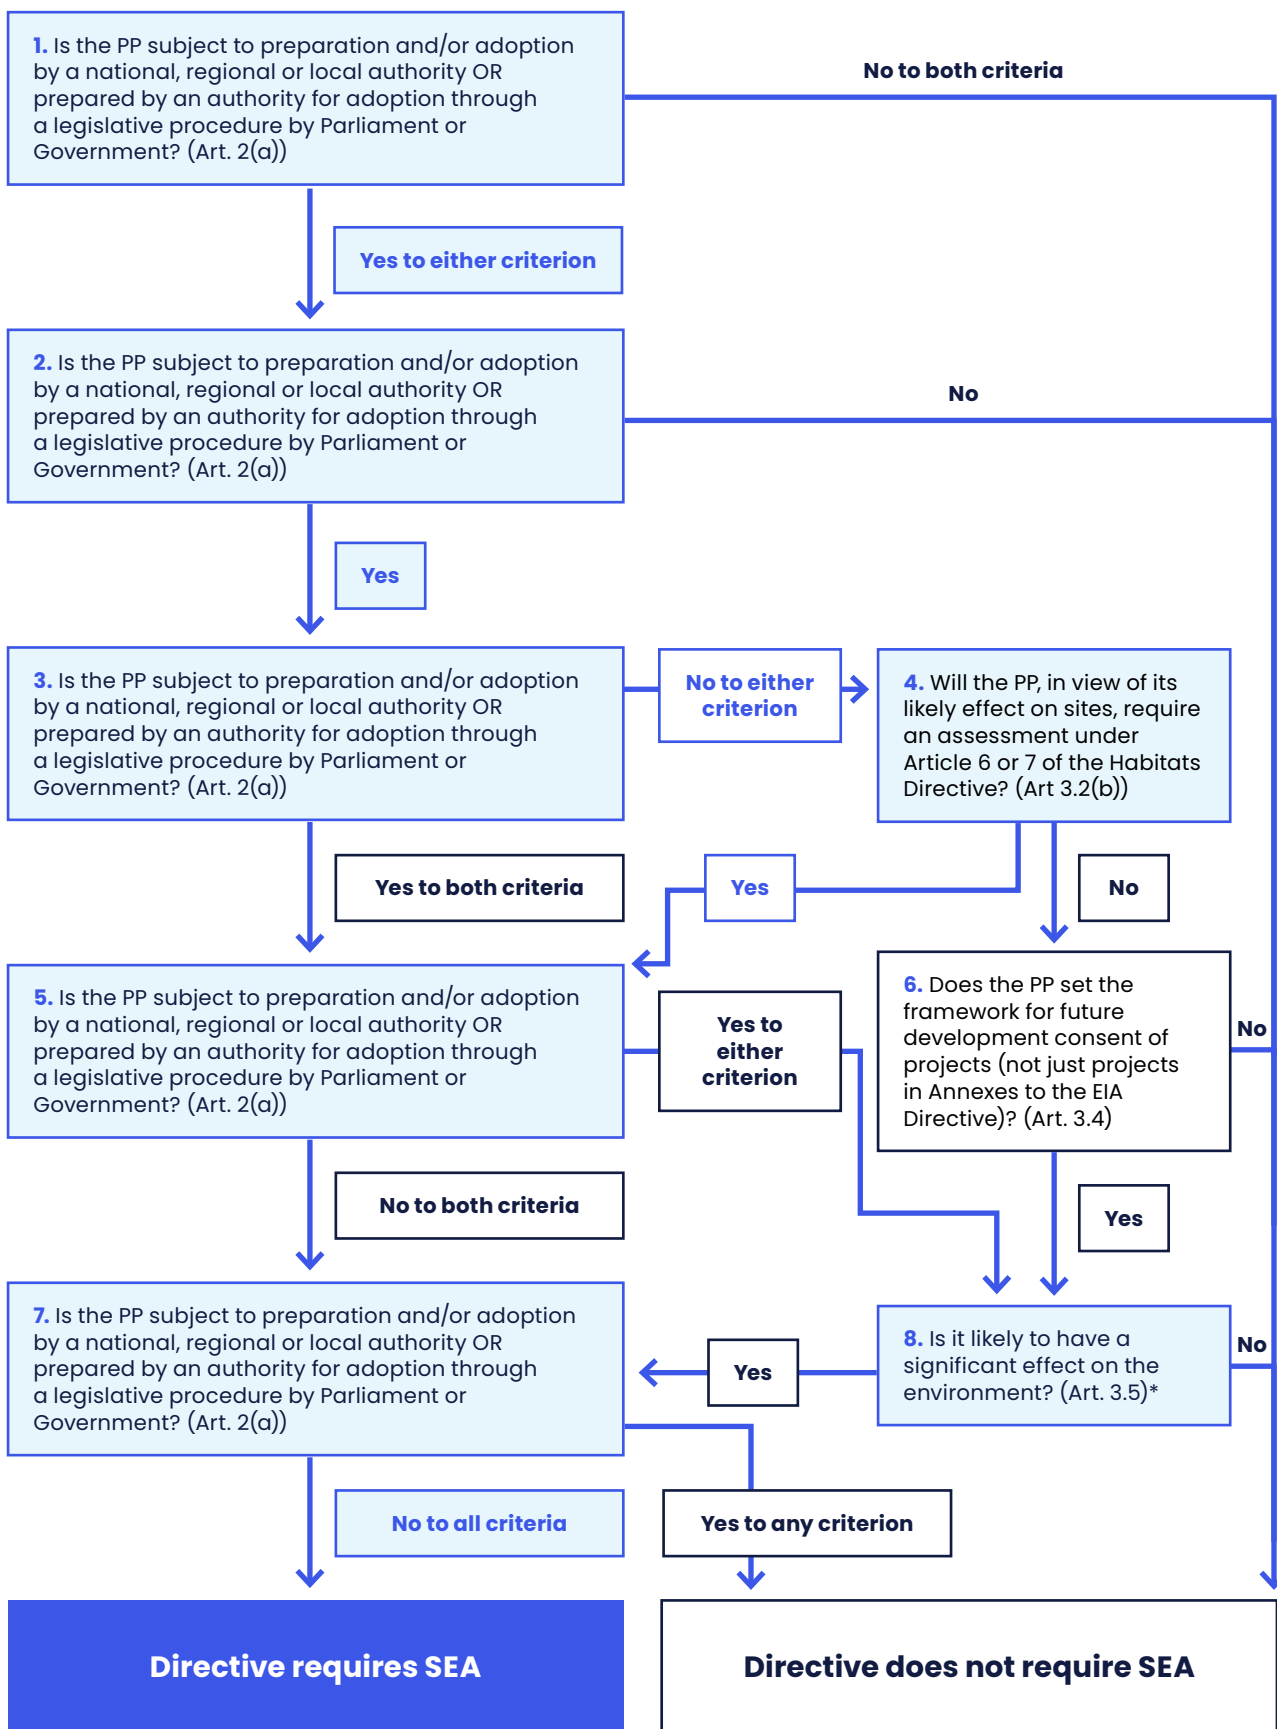 1. Is the PP subject to preparation and/or adoption
by a national, regional or local authority OR
prepared by an authority for adoption through
a legislative procedure by Parliament or
Government? (Art. 2(a))
No to both criteria
Yes to either criterion
2. Is the PP subject to preparation and/or adoption
by a national, regional or local authority OR
prepared by an authority for adoption through
a legislative procedure by Parliament or
Government? (Art. 2(a))
No
Yes
3. Is the PP subject to preparation and/or adoption
by a national, regional or local authority OR
prepared by an authority for adoption through
a legislative procedure by Parliament or
Government? (Art. 2(a))
No to either
criterion
4. Will the PP, in view of its
likely effect on sites, require
an assessment under
Article 6 or 7 of the Habitats
Directive? (Art 3.2(b))
Yes to both criteria
Yes
No
5. Is the PP subject to preparation and/or adoption
by a national, regional or local authority OR
prepared by an authority for adoption through
a legislative procedure by Parliament or
Government? (Art. 2(a))
Yes to
either
criterion
6. Does the PP set the
framework for future
development consent of
projects (not just projects
in Annexes to the EIA
Directive)? (Art. 3.4)
No
No to both criteria
Yes
7. Is the PP subject to preparation and/or adoption
by a national, regional or local authority OR
prepared by an authority for adoption through
a legislative procedure by Parliament or
Government? (Art. 2(a))
Yes
8. Is it likely to have a
significant effect on the
environment? (Art. 3.5)*
No
No to all criteria
Yes to any criterion
Directive requires SEA
Directive does not require SEA